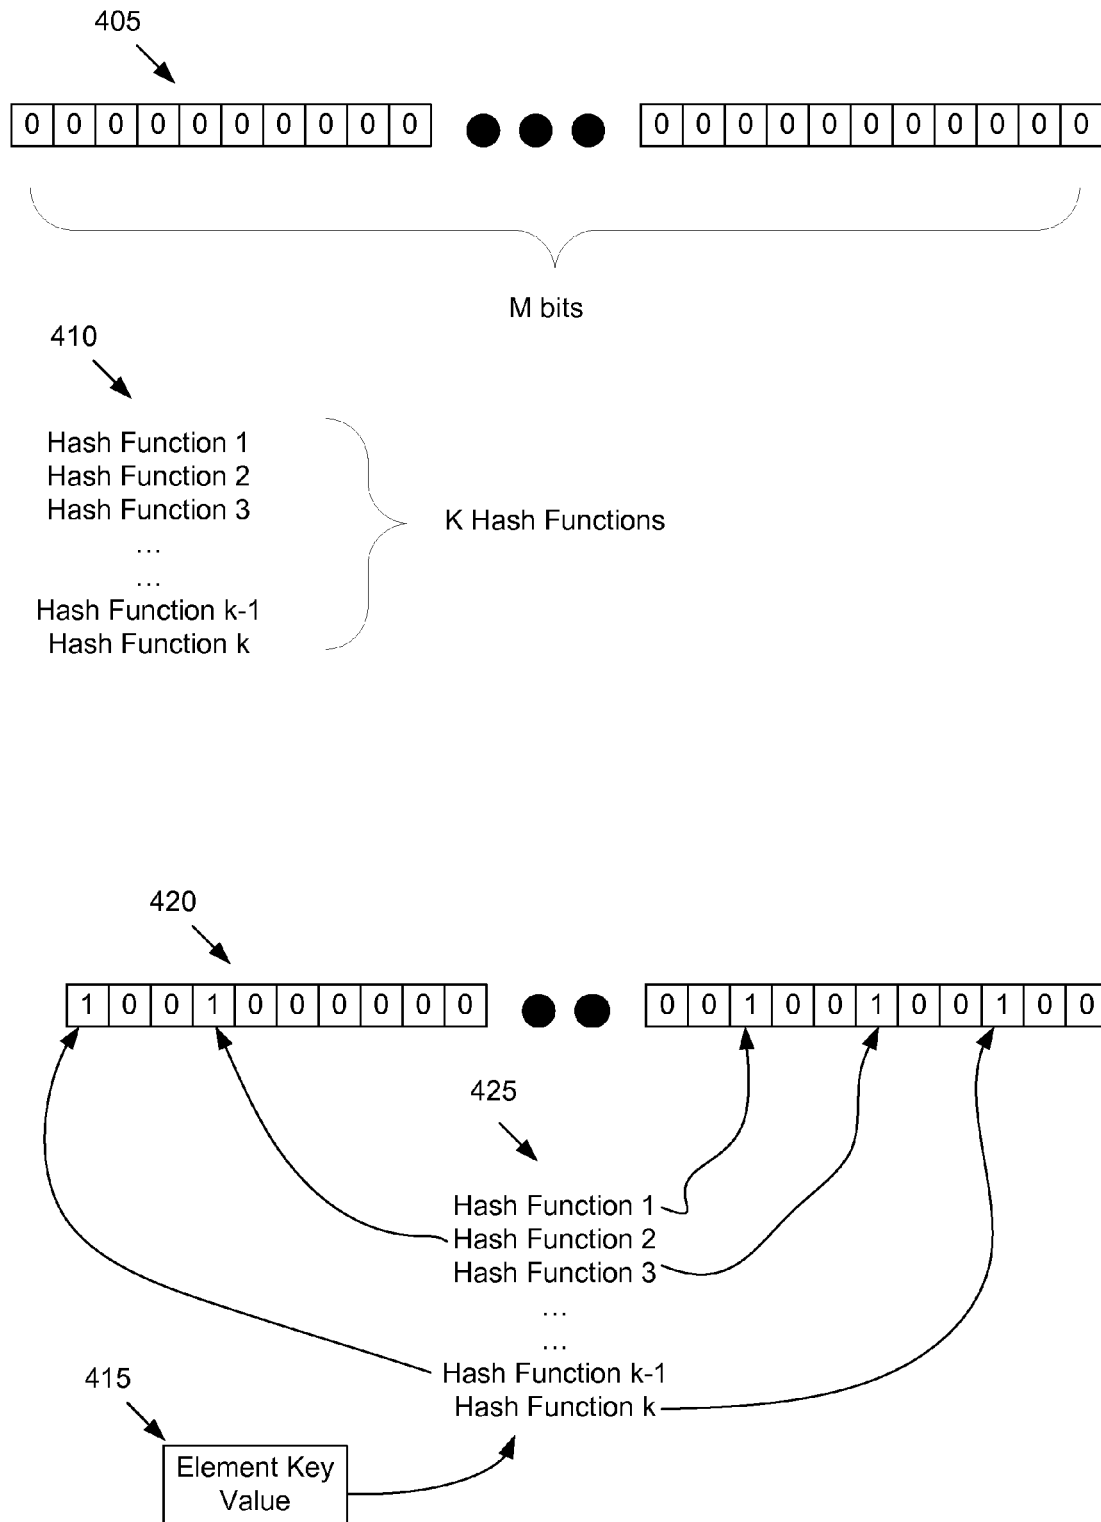 405
0 0 0 0 0 0 0 0 0 0 0 0 0 0 0 0 0 0 0 0 0
M bits
410
Hash Function 1
Hash Function 2
Hash Function 3
...
...
Hash Function k-1
Hash Function k
K Hash Functions
420
1 0 0 1 0 0 0 0 0 0 0 0 1 0 0 1 0 0 1 0 0
425
Hash Function 1
Hash Function 2
Hash Function 3
...
...
Hash Function k-1
Hash Function k
415
Element Key
Value